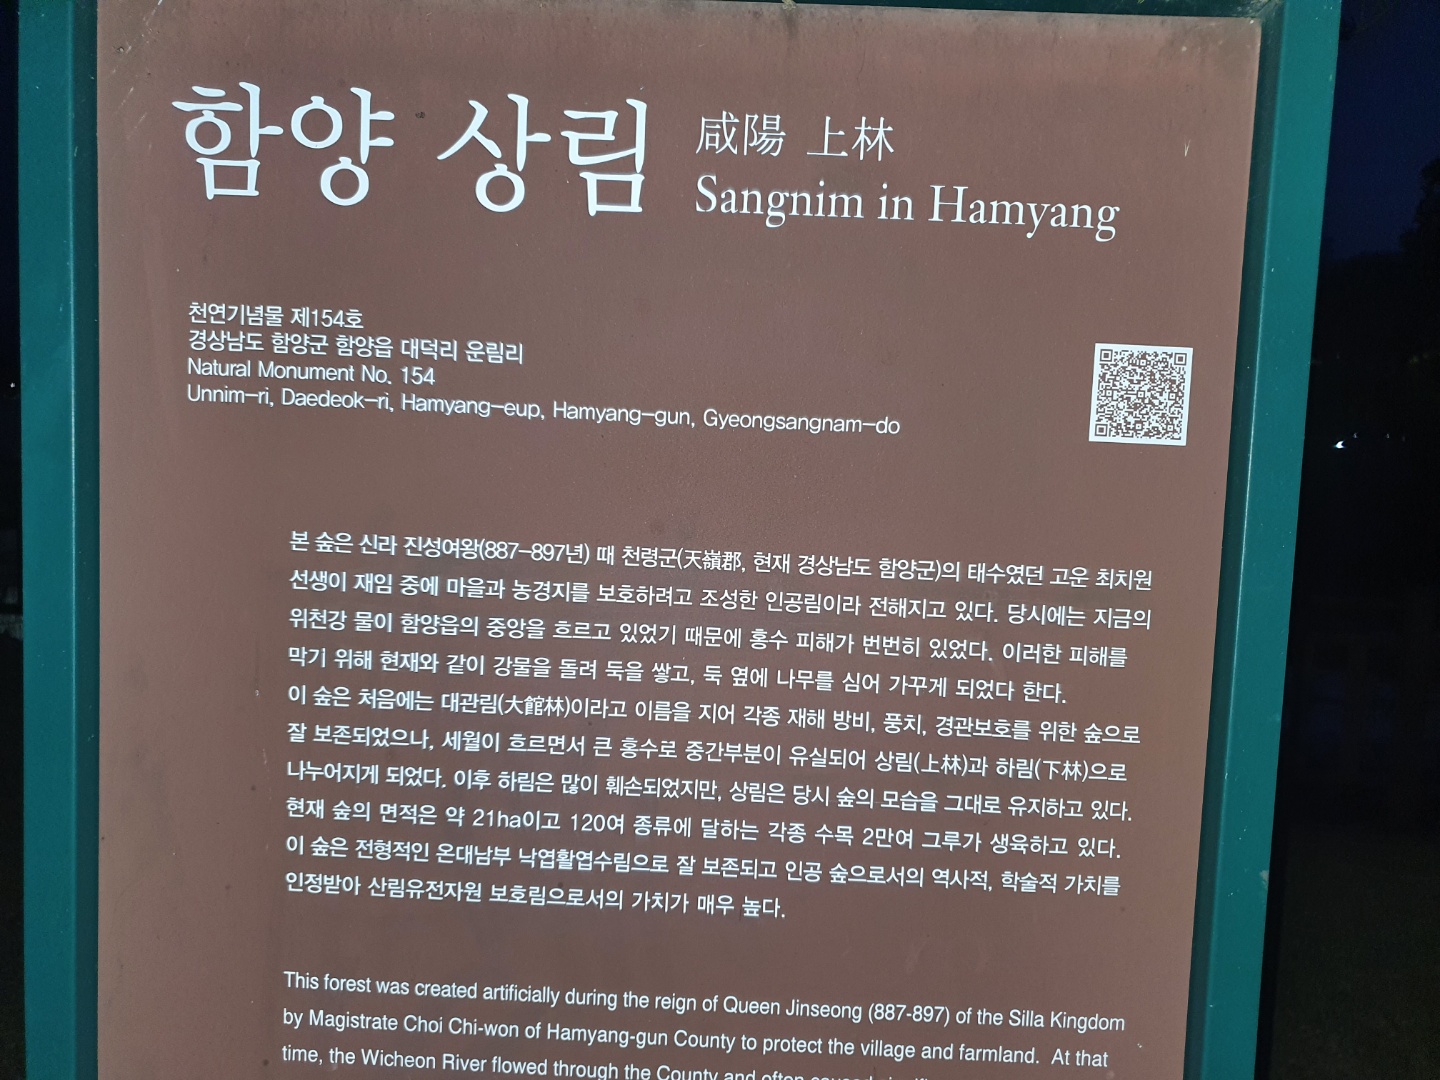 함양 상림
咸陽 上林
Sangnim in Hamyang
천연기념물 제154호
경상남도 함양군 함양읍 대덕리 운림리
Natural Monument No. 154
Unnim-ri, Daedeok-ri, Hamyang-eup, Hamyang-gun, Gyeongsangnam-do
본 숲은 신라 진성여왕(887-897년) 때 천령군(天嶺郡, 현재 경상남도 함양군)의 태수였던 고운 최치원
선생이 재임 중에 마을과 농경지를 보호하려고 조성한 인공림이라 전해지고 있다. 당시에는 지금의
위천강 물이 함양읍의 중앙을 흐르고 있었기 때문에 홍수 피해가 번번히 있었다. 이러한 피해를
막기 위해 현재와 같이 강물을 돌려 둑을 쌓고, 둑 옆에 나무를 심어 가꾸게 되었다 한다.
이 숲은 처음에는 대관림(大館林)이라고 이름을 지어 각종 재해 방비, 풍치, 경관보호를 위한 숲으로
잘 보존되었으나, 세월이 흐르면서 큰 홍수로 중간부분이 유실되어 상림(上林)과 하림(下林)으로
나누어지게 되었다. 이후 하림은 많이 훼손되었지만, 상림은 당시 숲의 모습을 그대로 유지하고 있다.
현재 숲의 면적은 약 21ha이고 120여 종류에 달하는 각종 수목 2만여 그루가 생육하고 있다.
이 숲은 전형적인 온대남부 낙엽활엽수림으로 잘 보존되고 인공 숲으로서의 역사적, 학술적 가치를
인정받아 산림유전자원 보호림으로서의 가치가 매우 높다.
This forest was created artificially during the reign of Queen Jinseong (887-897) of the Silla Kingdom
by Magistrate Choi Chi-won of Hamyang-gun County to protect the village and farmland. At that
time, the Wicheon River flowed through the County and often caused